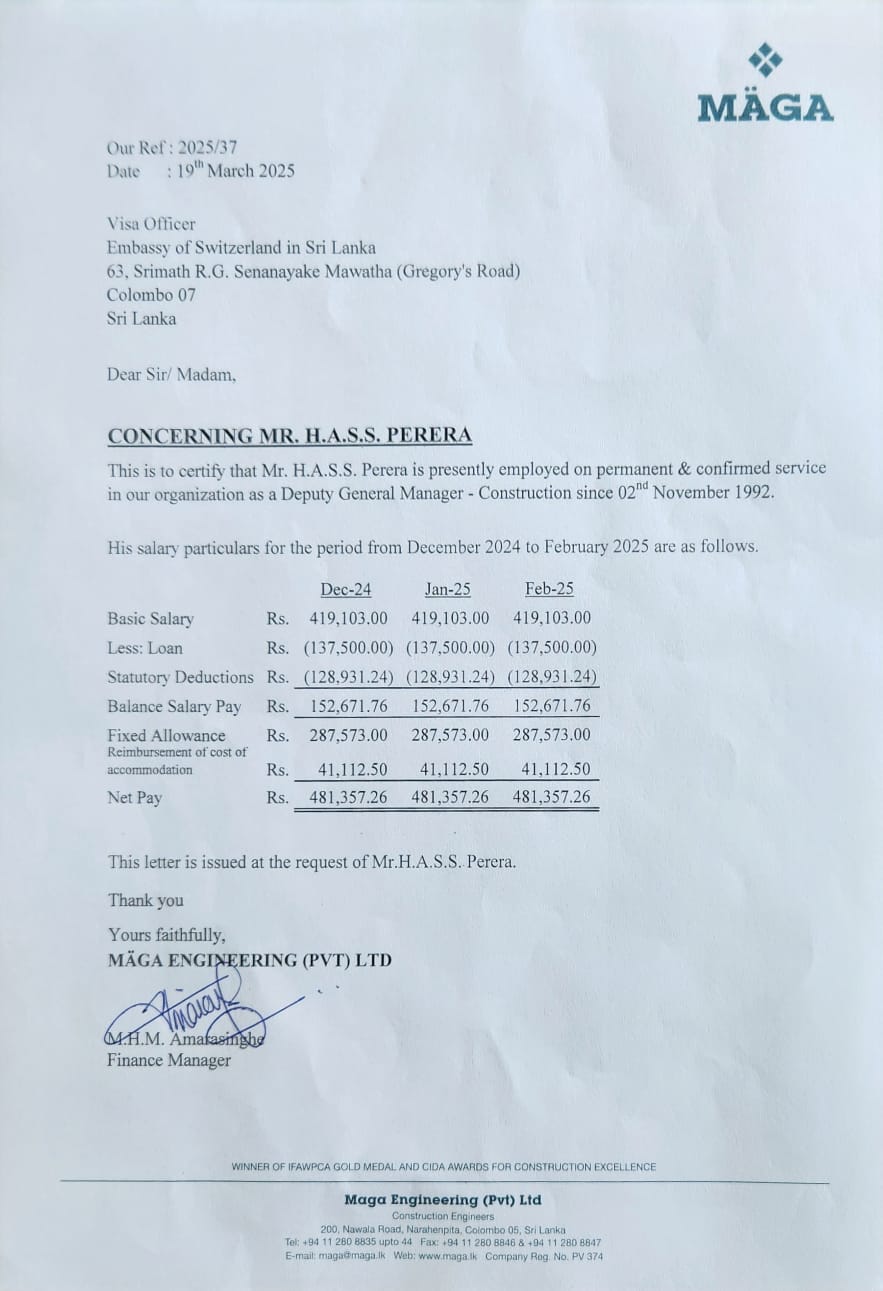 MÄGA
Our Ref : 2025/37
Date : 19th March 2025
Visa Officer
Embassy of Switzerland in Sri Lanka
63, Srimath R.G. Senanayake Mawatha (Gregory's Road)
Colombo 07
Sri Lanka
Dear Sir/ Madam,
CONCERNING MR. H.A.S.S. PERERA
This is to certify that Mr. H.A.S.S. Perera is presently employed on permanent & confirmed service
in our organization as a Deputy General Manager - Construction since 02nd November 1992.
His salary particulars for the period from December 2024 to February 2025 are as follows.
Dec-24 Jan-25 Feb-25
Basic Salary Rs. 419,103.00 419,103.00 419,103.00
Less: Loan Rs. (137,500.00) (137,500.00) (137,500.00)
Statutory Deductions Rs. (128,931.24) (128,931.24) (128,931.24)
Balance Salary Pay Rs. 152,671.76 152,671.76 152,671.76
Fixed Allowance Rs. 287,573.00 287,573.00 287,573.00
Reimbursement of cost of
accommodation Rs. 41,112.50 41,112.50 41,112.50
Net Pay Rs. 481,357.26 481,357.26 481,357.26
This letter is issued at the request of Mr.H.A.S.S. Perera.
Thank you
Yours faithfully,
MÄGA ENGINEERING (PVT) LTD
M.H.M. Amarasinghe
Finance Manager
WINNER OF IFAWPCA GOLD MEDAL AND CIDA AWARDS FOR CONSTRUCTION EXCELLENCE
Maga Engineering (Pvt) Ltd
Construction Engineers
200, Nawala Road, Narahenpita, Colombo 05, Sri Lanka
Tel: +94 11 280 8835 upto 44 Fax: +94 11 280 8846 & +94 11 280 8847
E-mail: maga@maga.lk Web: www.maga.lk Company Reg. No. PV 374